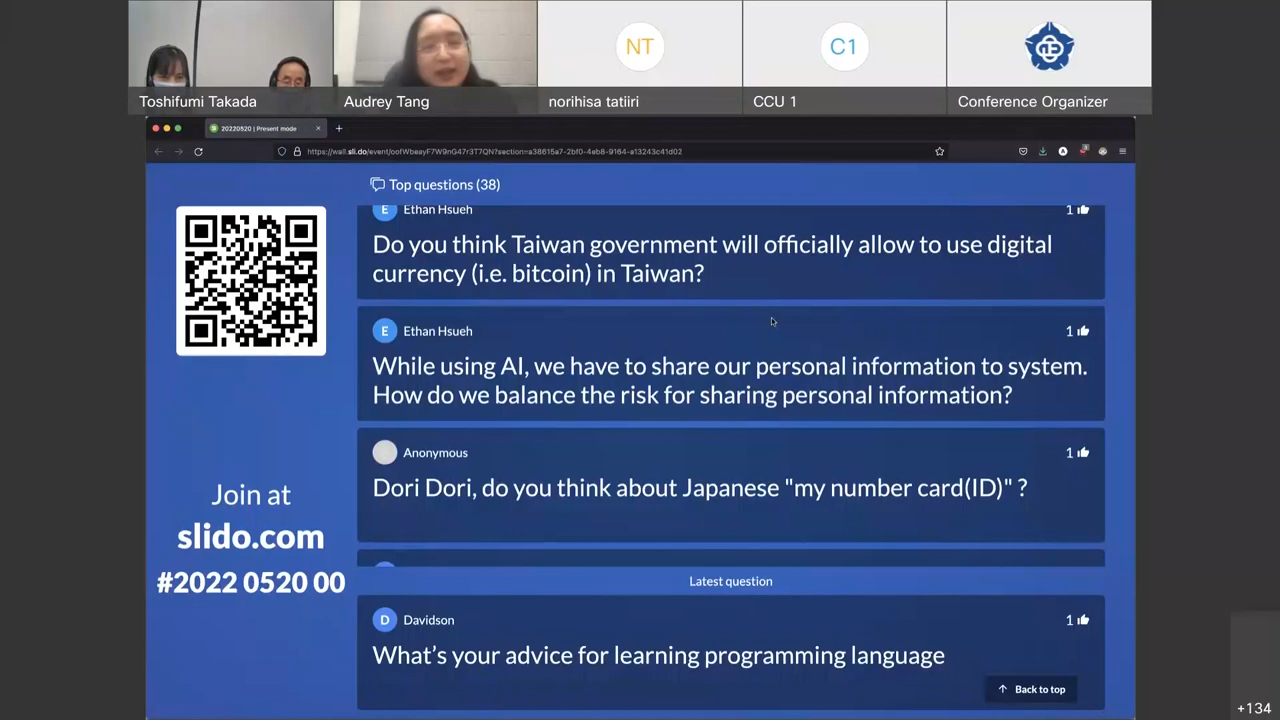 NT
C1
Toshifumi Takada
Audrey Tang
norihisa tatiiri
CCU 1
Conference Organizer
20220520 | Present mode
Top questions (38)
E
Ethan Hsueh
1
Do you think Taiwan government will officially allow to use digital
currency (i.e. bitcoin) in Taiwan?
E
Ethan Hsueh
1
While using AI, we have to share our personal information to system.
How do we balance the risk for sharing personal information?
Anonymous
1
Dori Dori, do you think about Japanese "my number card(ID)" ?
Join at
slido.com
#2022 0520 00
Latest question
D
Davidson
1
What's your advice for learning programming language
Back to top
+134